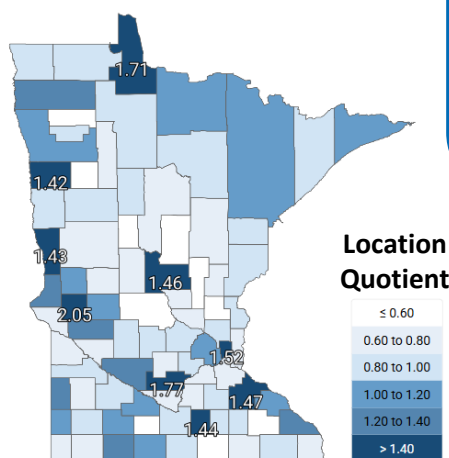 1.71
1.42
1.43
1.46
2.05
1.52
1.77
1.47
1.44
Location
Quotient
≤ 0.60
0.60 to 0.80
0.80 to 1.00
1.00 to 1.20
1.20 to 1.40
> 1.40